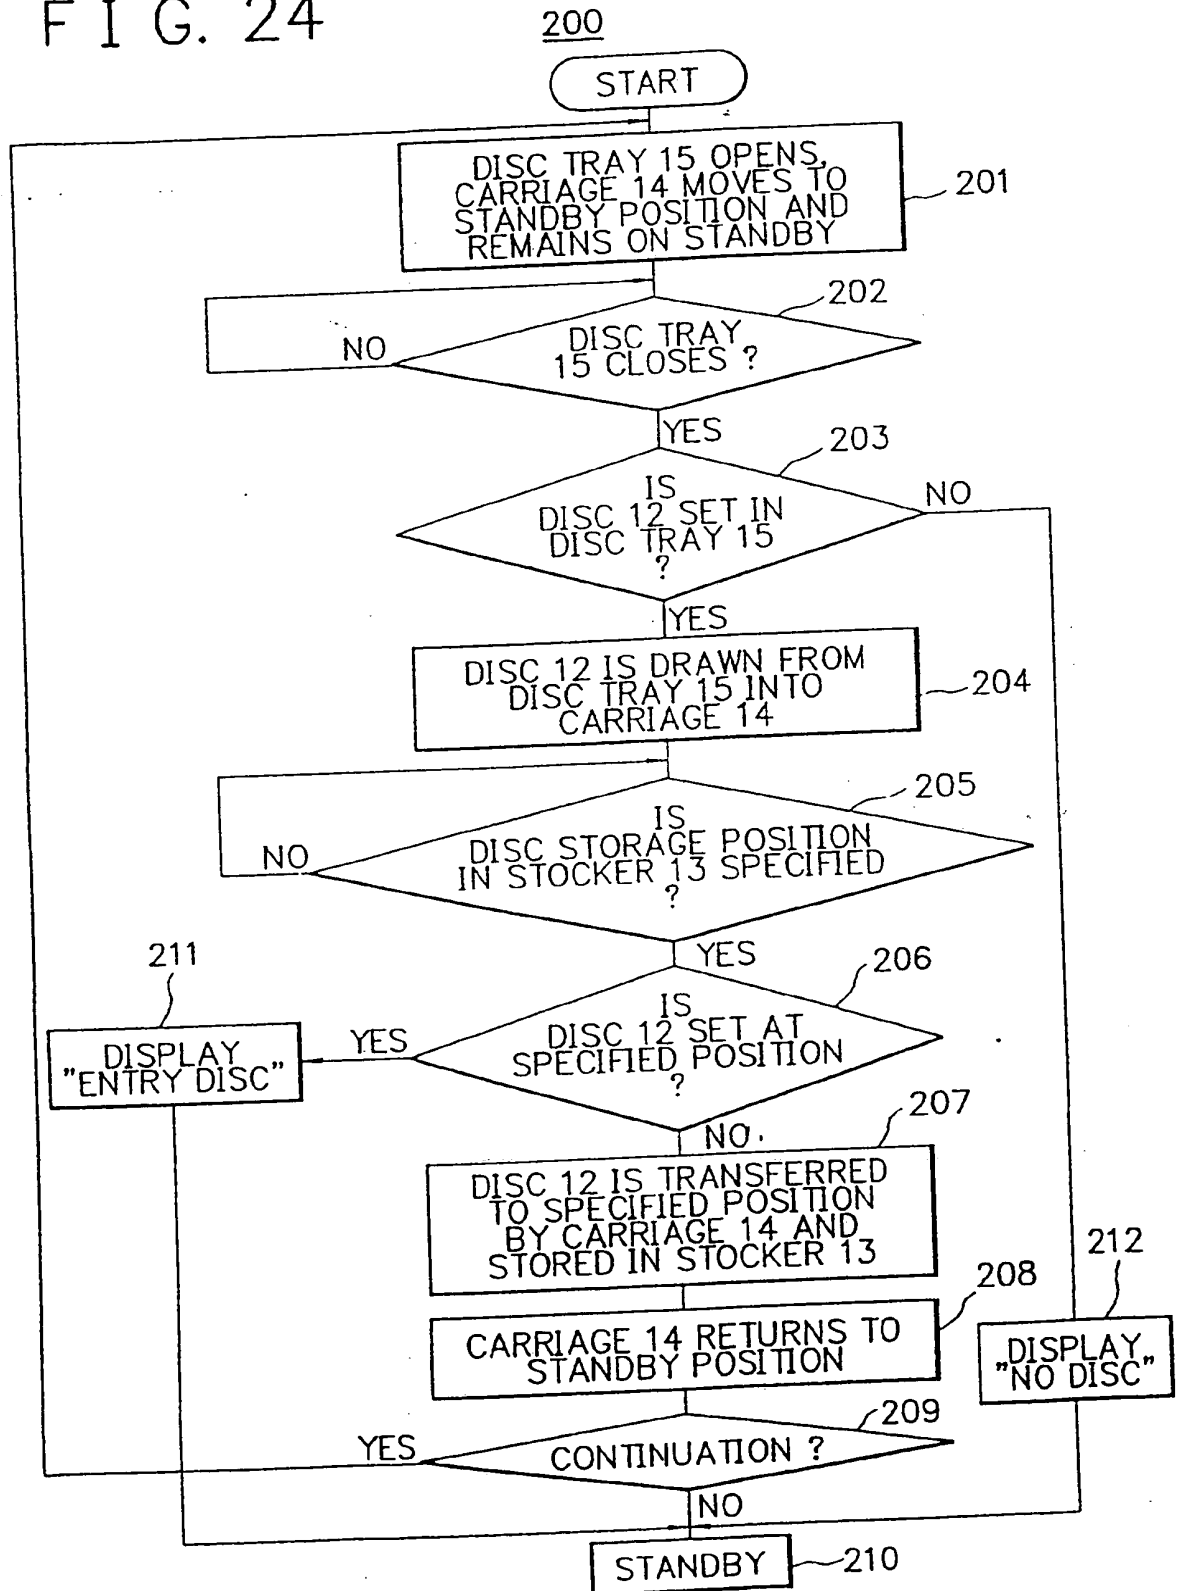 FIG. 24
200
START
DISC TRAY 15 OPENS,
CARRIAGE 14 MOVES TO
STANDBY POSITION AND
REMAINS ON STANDBY
201
202
DISC TRAY
15 CLOSES ?
NO
YES
203
IS
DISC 12 SET IN
DISC TRAY 15
?
NO
YES
DISC 12 IS DRAWN FROM
DISC TRAY 15 INTO
CARRIAGE 14
204
205
IS
DISC STORAGE POSITION
IN STOCKER 13 SPECIFIED
?
NO
YES
206
211
IS
DISC 12 SET AT
SPECIFIED POSITION
?
YES
DISPLAY
"ENTRY DISC"
NO
207
DISC 12 IS TRANSFERRED
TO SPECIFIED POSITION
BY CARRIAGE 14 AND
STORED IN STOCKER 13
212
208
CARRIAGE 14 RETURNS TO
STANDBY POSITION
DISPLAY
"NO DISC"
209
YES
CONTINUATION ?
NO
STANDBY
210